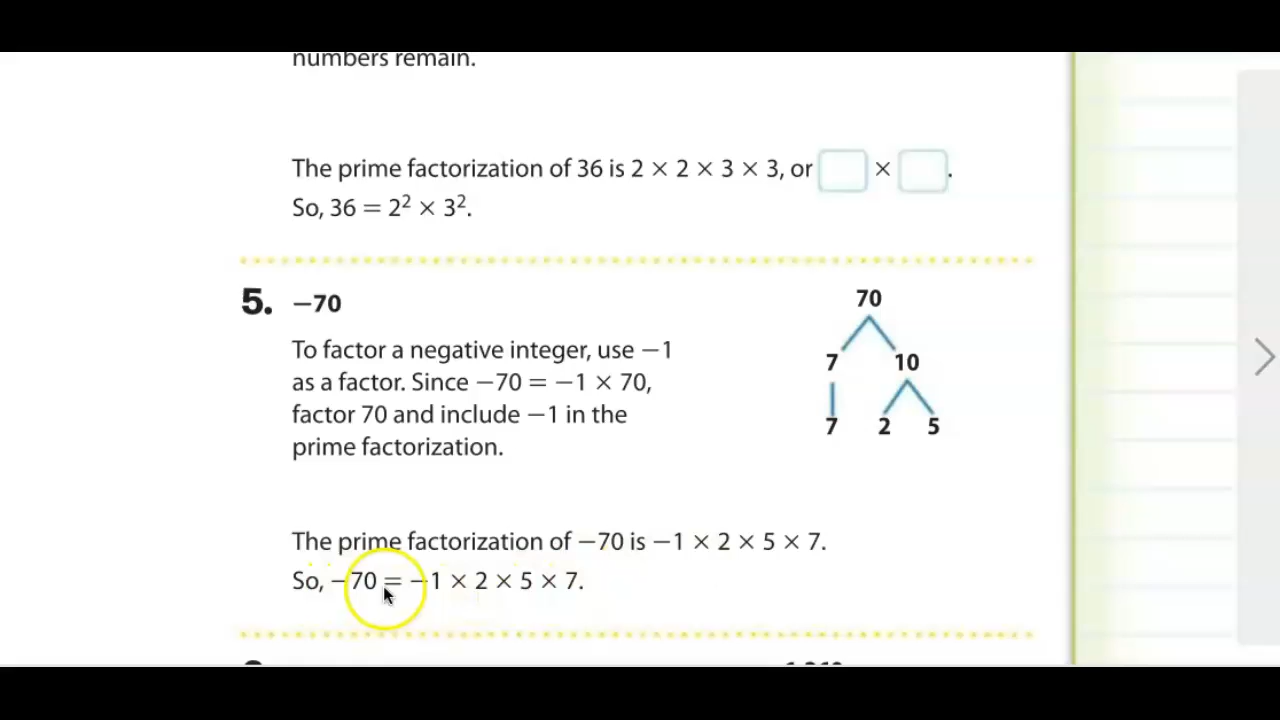 numbers remain.
The prime factorization of 36 is 2 × 2 × 3 × 3, or × .
So, 36 = 2² × 3².
5. −70
To factor a negative integer, use −1
as a factor. Since −70 = −1 × 70,
factor 70 and include −1 in the
prime factorization.
70
7 10
7 2 5
The prime factorization of −70 is −1 × 2 × 5 × 7.
So, −70 = −1 × 2 × 5 × 7.